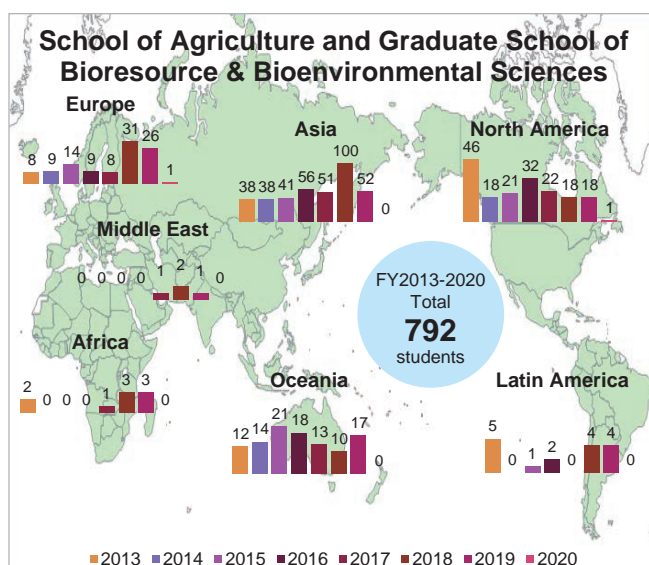 School of Agriculture and Graduate School of
Bioresource & Bioenvironmental Sciences
Europe
8 9 14 9 8 31 26 1
Asia
38 38 41 56 51 100 52 0
North America
46 18 21 32 22 18 18 1
Middle East
0 0 0 0 1 2 1 0
FY2013-2020
Total
792
students
Africa
2 0 0 0 1 3 3 0
Oceania
12 14 21 18 13 10 17 0
Latin America
5 0 1 2 0 4 4 0
2013 2014 2015 2016 2017 2018 2019 2020